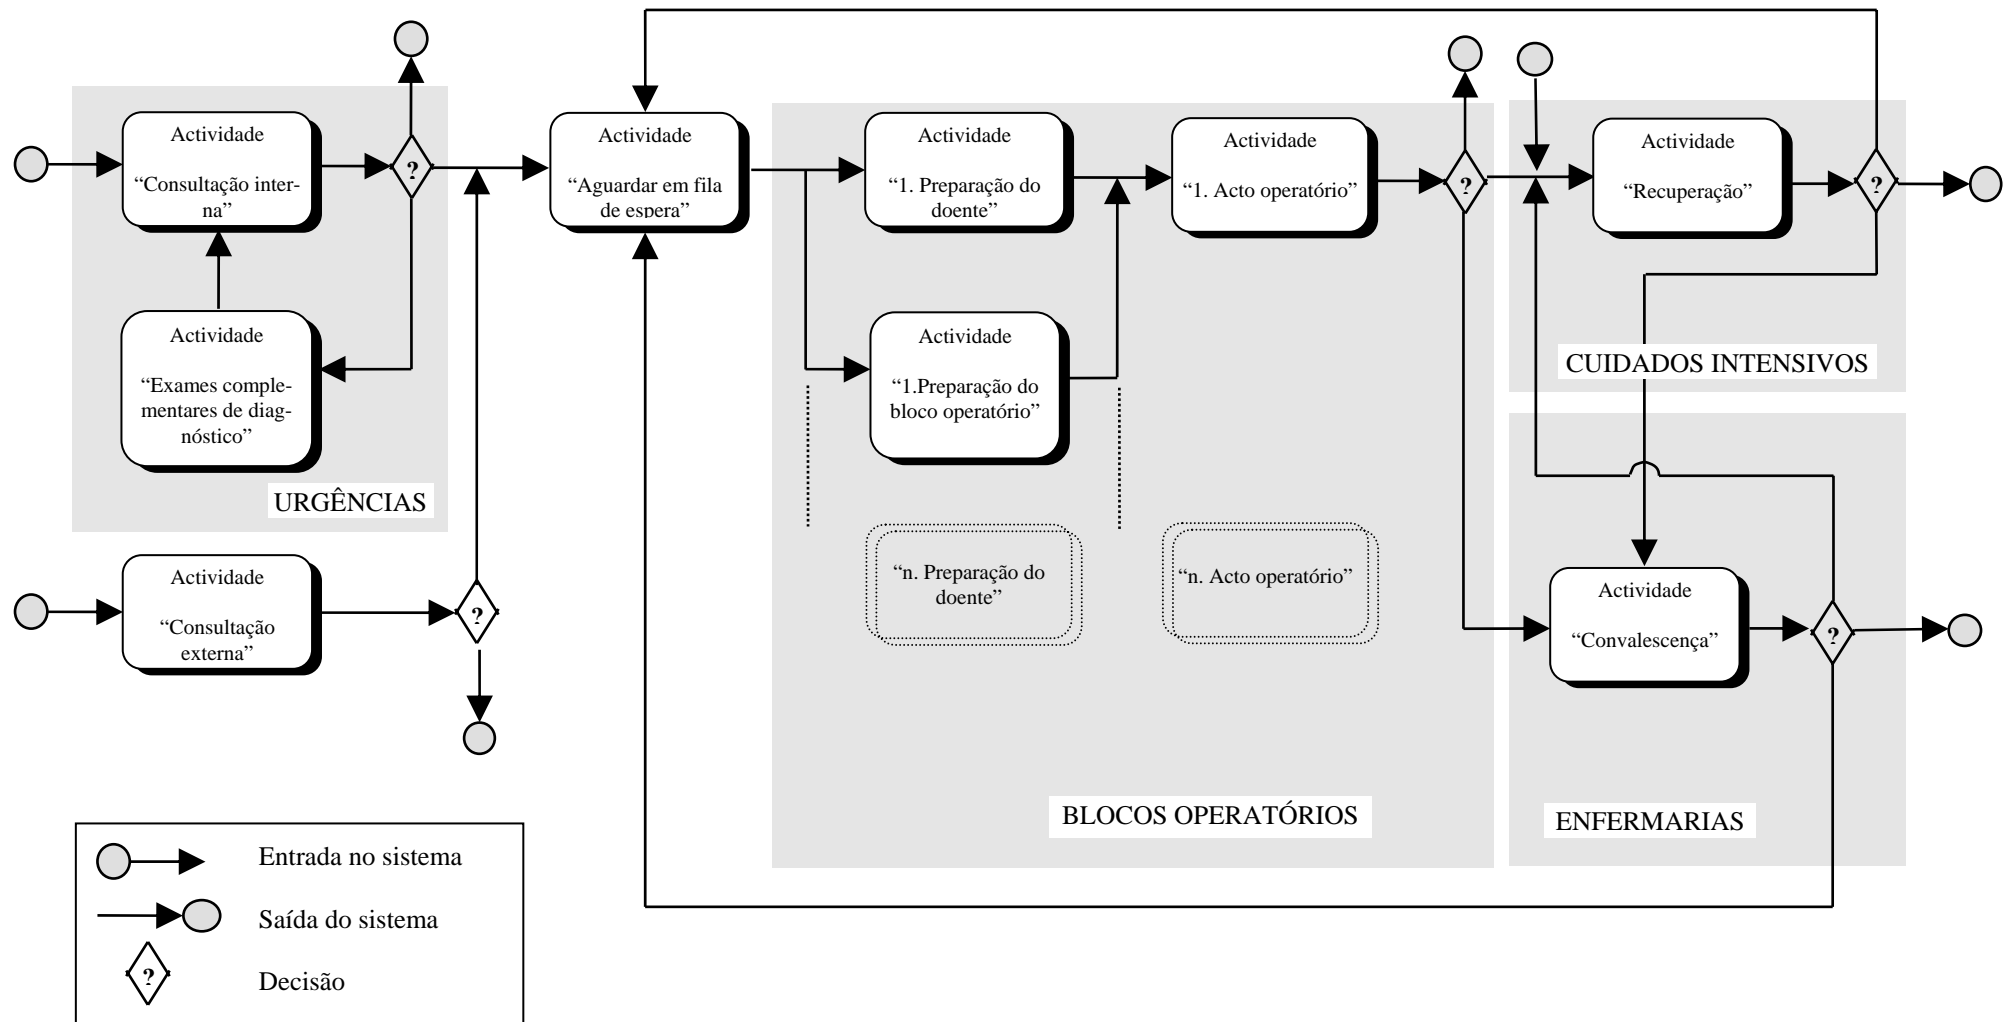 Actividade
“Consultação inter-
na”
?
Actividade
“Exames comple-
mentares de diag-
nóstico”
URGÊNCIAS
Actividade
“Consultação
externa”
?
Actividade
“Aguardar em fila
de espera”
Actividade
“1. Preparação do
doente”
Actividade
“1. Acto operatório”
?
Actividade
“1.Preparação do
bloco operatório”
“n. Preparação do
doente”
“n. Acto operatório”
BLOCOS OPERATÓRIOS
Actividade
“Recuperação”
?
CUIDADOS INTENSIVOS
Actividade
“Convalescença”
?
ENFERMARIAS
Entrada no sistema
Saída do sistema
?
Decisão